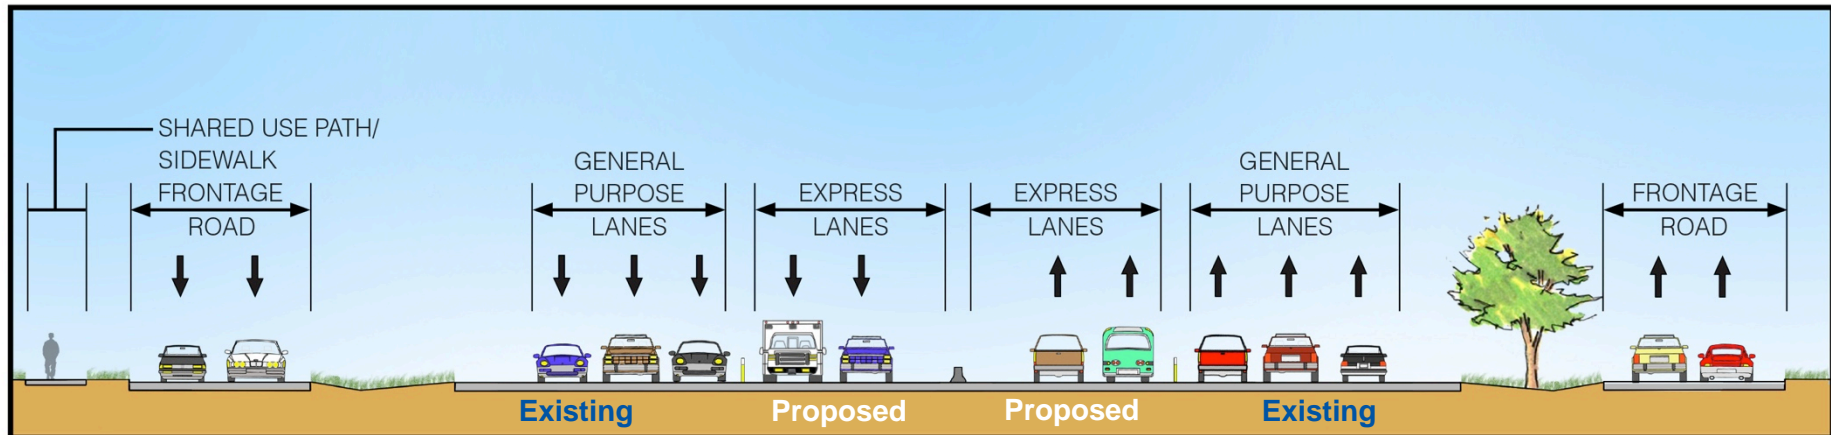 SHARED USE PATH/
SIDEWALK
FRONTAGE
ROAD
GENERAL
PURPOSE
LANES
EXPRESS
LANES
EXPRESS
LANES
GENERAL
PURPOSE
LANES
FRONTAGE
ROAD
Existing
Proposed
Proposed
Existing